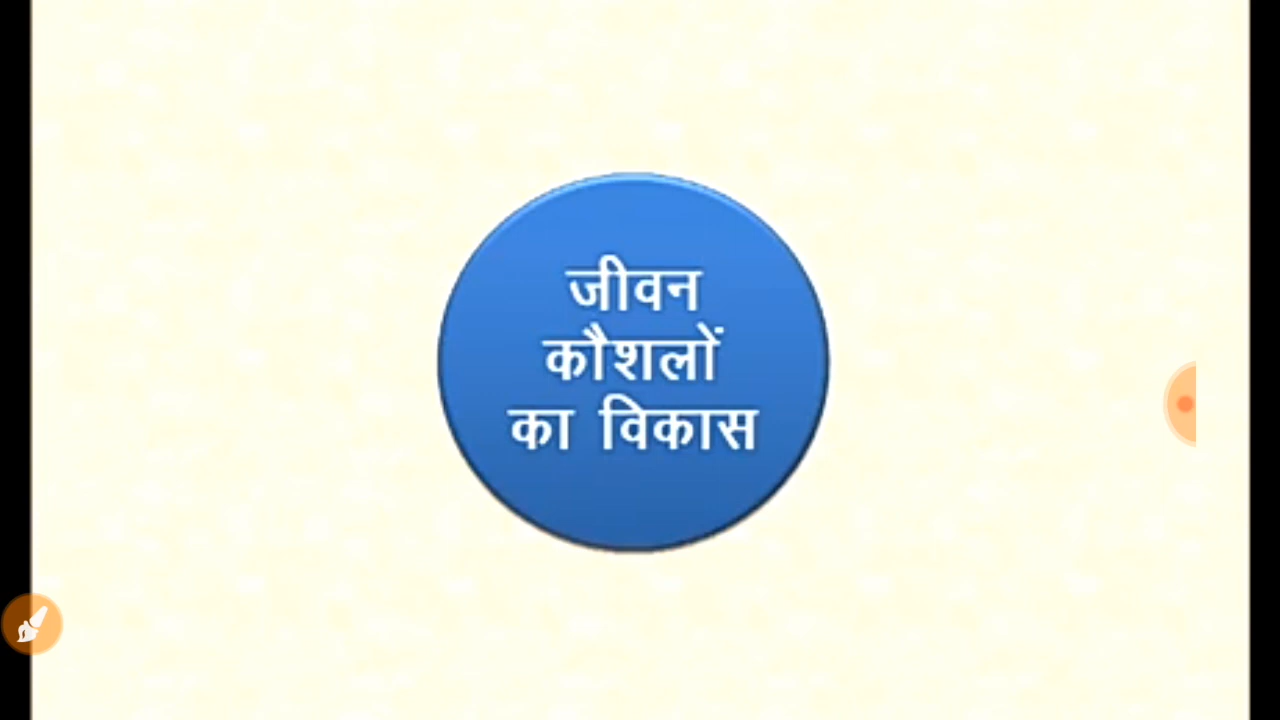 जीवन
कौशलों
का विकास